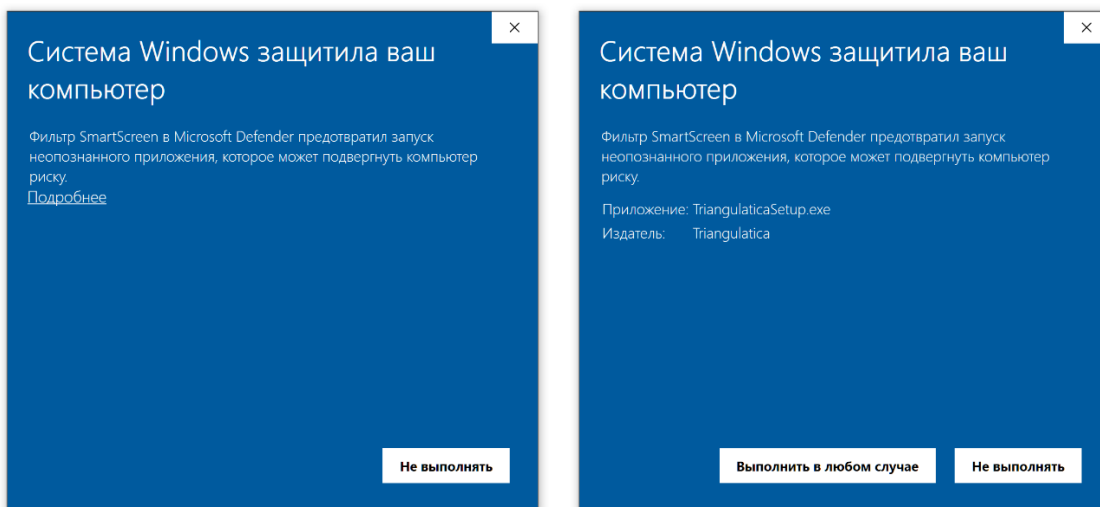 Система Windows защитила ваш
компьютер
Фильтр SmartScreen в Microsoft Defender предотвратил запуск
неопознанного приложения, которое может подвергнуть компьютер
риску.
Подробнее
Не выполнять
Система Windows защитила ваш
компьютер
Фильтр SmartScreen в Microsoft Defender предотвратил запуск
неопознанного приложения, которое может подвергнуть компьютер
риску.
Приложение: TriangulaticaSetup.exe
Издатель: Triangulatica
Выполнить в любом случае
Не выполнять